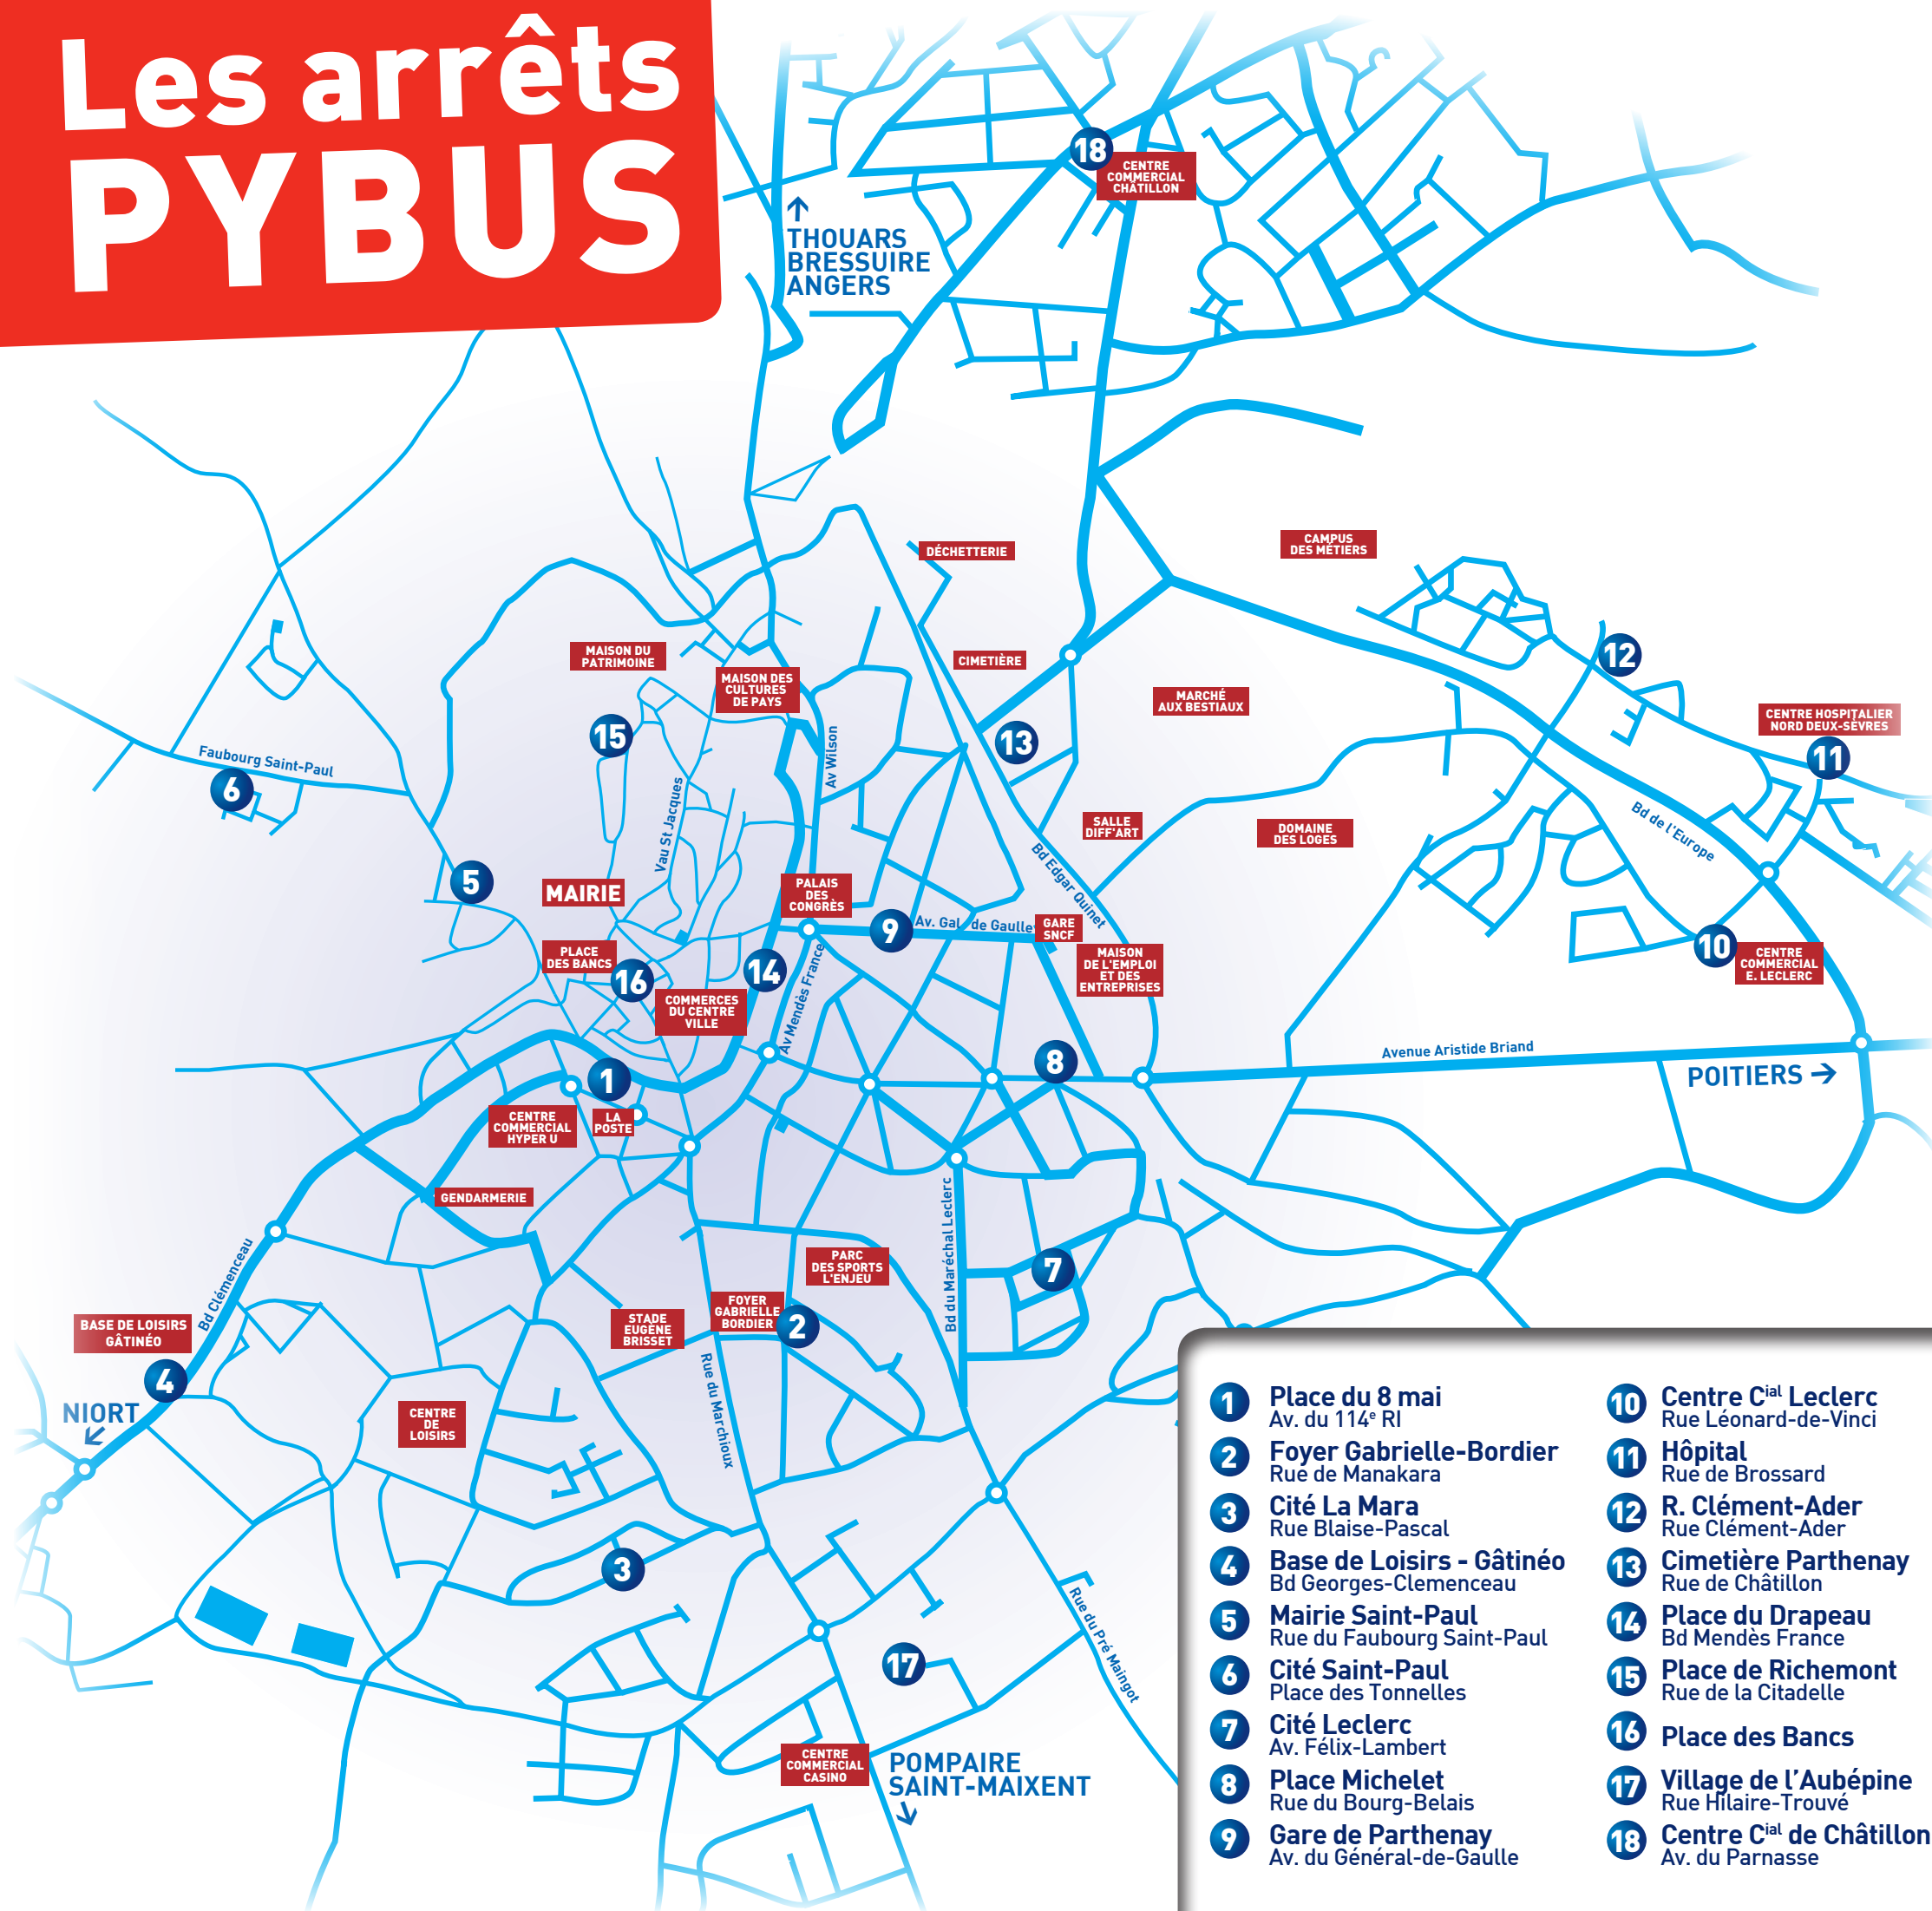 Les arrêts
PYBUS
18
CENTRE
COMMERCIAL
CHÂTILLON
THOUARS
BRESSUIRE
ANGERS
DÉCHETTERIE
CAMPUS
DES MÉTIERS
MAISON DU
PATRIMOINE
CIMETIÈRE
12
MAISON DES
CULTURES
DE PAYS
MARCHÉ
AUX BESTIAUX
CENTRE HOSPITALIER
NORD DEUX-SÈVRES
15
13
11
Av Wilson
Faubourg Saint-Paul
6
Vau St Jacques
SALLE
DIFF'ART
DOMAINE
DES LOGES
Bd de l'Europe
5
MAIRIE
PALAIS
DES
CONGRÈS
Bd Edgar Quinet
9
Av. Gal de Gaulle
GARE
SNCF
10
CENTRE
COMMERCIAL
E. LECLERC
PLACE
DES BANCS
16
14
MAISON
DE L'EMPLOI
ET DES
ENTREPRISES
COMMERCES
DU CENTRE
VILLE
Av Mendès France
8
Avenue Aristide Briand
POITIERS
1
CENTRE
COMMERCIAL
HYPER U
LA
POSTE
GENDARMERIE
Bd du Maréchal Leclerc
Bd Clémenceau
PARC
DES SPORTS
L'ENJEU
7
FOYER
GABRIELLE
BORDIER
2
STADE
EUGÈNE
BRISSET
BASE DE LOISIRS
GÂTINÉO
4
NIORT
Rue du Marchioux
CENTRE
DE
LOISIRS
3
Rue du Pré Maingot
17
CENTRE
COMMERCIAL
CASINO
POMPAIRE
SAINT-MAIXENT
1 Place du 8 mai
Av. du 114e RI
2 Foyer Gabrielle-Bordier
Rue de Manakara
3 Cité La Mara
Rue Blaise-Pascal
4 Base de Loisirs - Gâtinéo
Bd Georges-Clemenceau
5 Mairie Saint-Paul
Rue du Faubourg Saint-Paul
6 Cité Saint-Paul
Place des Tonnelles
7 Cité Leclerc
Av. Félix-Lambert
8 Place Michelet
Rue du Bourg-Belais
9 Gare de Parthenay
Av. du Général-de-Gaulle
10 Centre Cial Leclerc
Rue Léonard-de-Vinci
11 Hôpital
Rue de Brossard
12 R. Clément-Ader
Rue Clément-Ader
13 Cimetière Parthenay
Rue de Châtillon
14 Place du Drapeau
Bd Mendès France
15 Place de Richemont
Rue de la Citadelle
16 Place des Bancs
17 Village de l’Aubépine
Rue Hilaire-Trouvé
18 Centre Cial de Châtillon
Av. du Parnasse